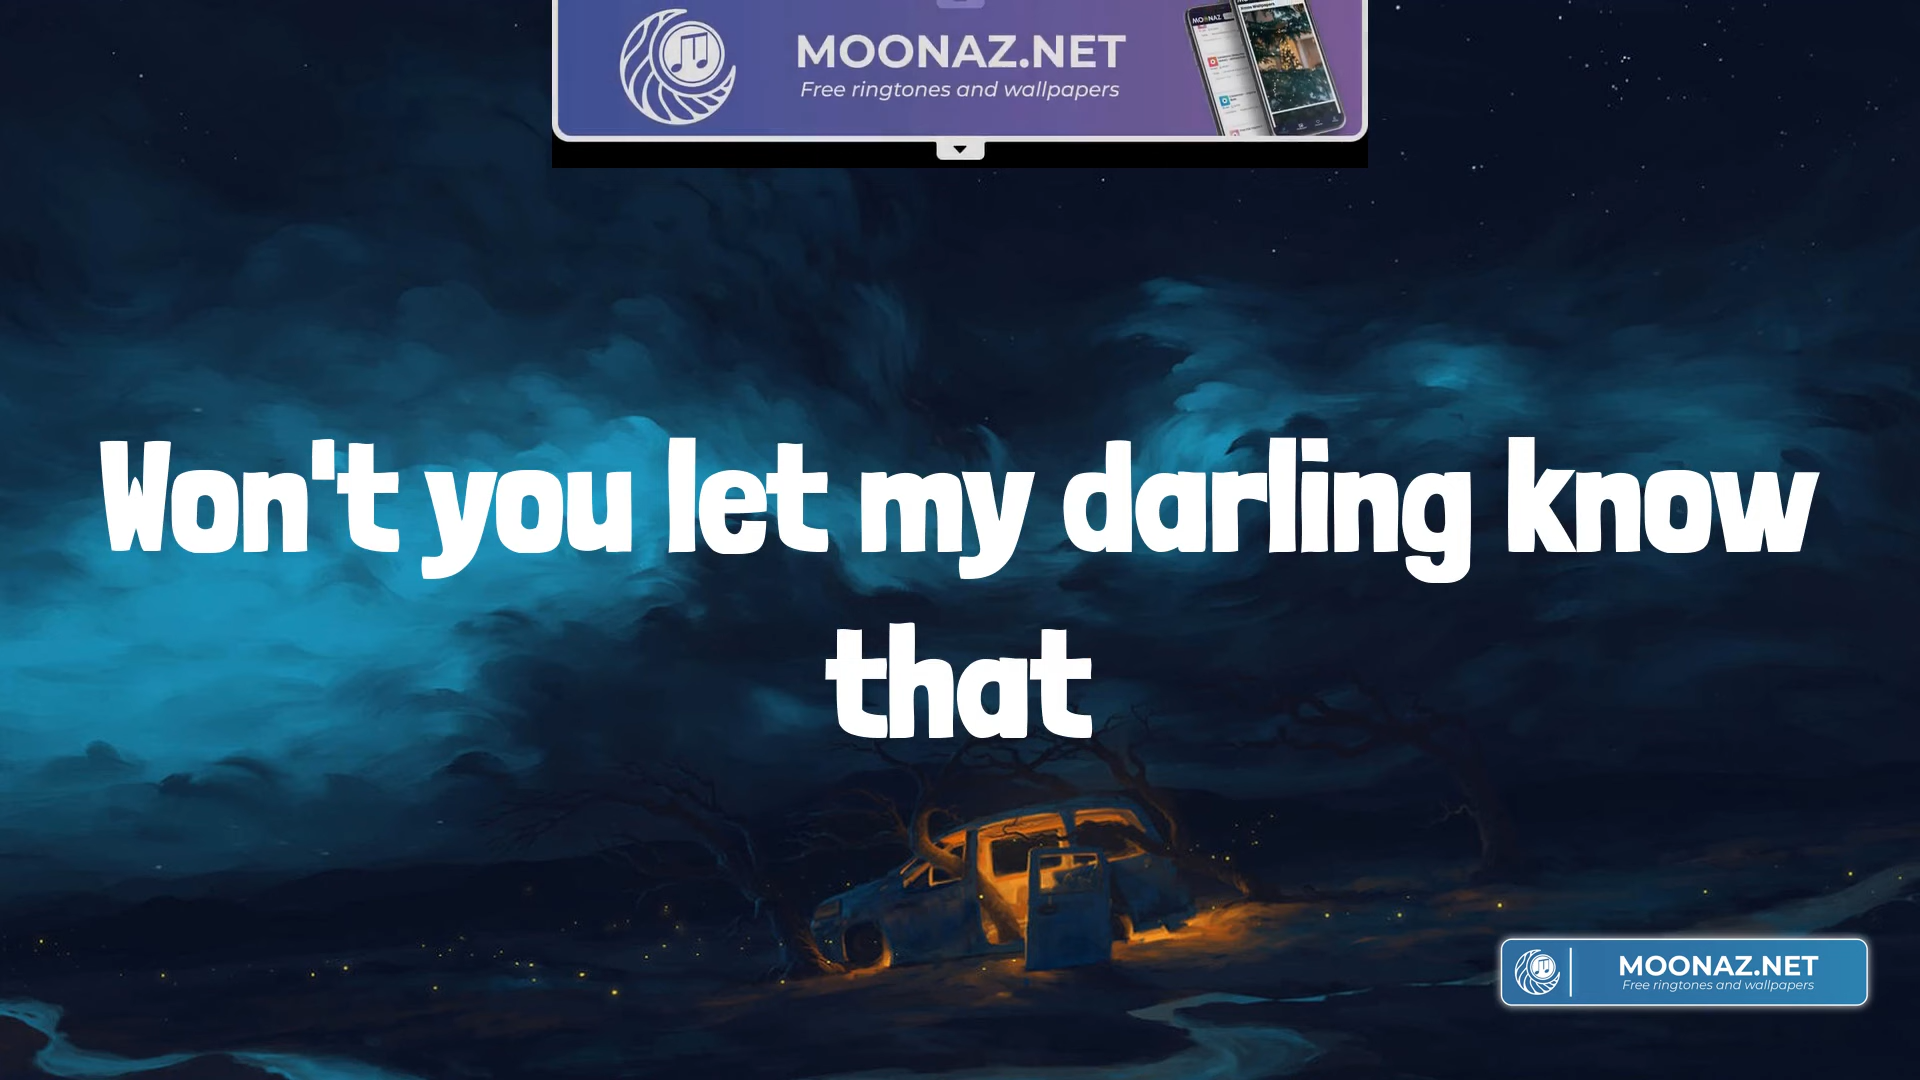 MOONAZ.NET
Free ringtones and wallpapers
Won't you let my darling know
that
MOONAZ.NET
Free ringtones and wallpapers